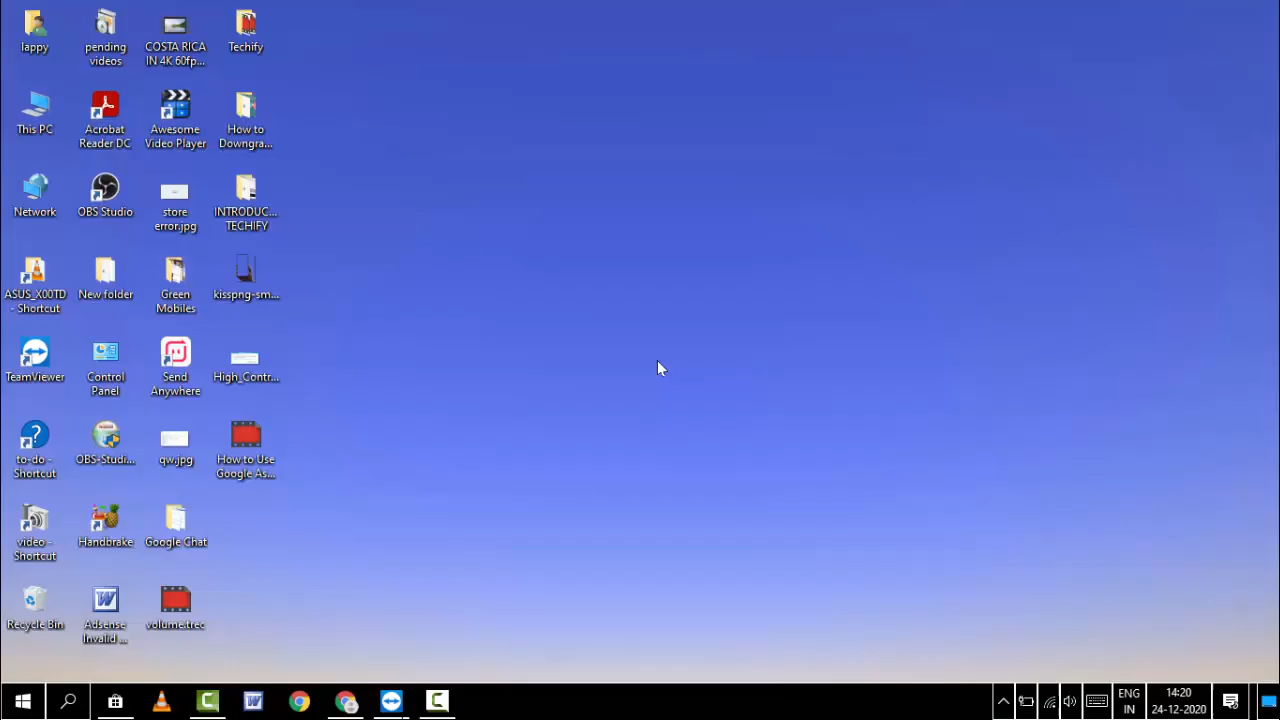 lappy
pending
videos
COSTA RICA
IN 4K 60fp...
Techify
This PC
Acrobat
Reader DC
Awesome
Video Player
How to
Downgra...
Network
OBS Studio
store
error.jpg
INTRODUC...
TECHIFY
ASUS_X00TD
- Shortcut
New folder
Green
Mobiles
kisspng-sm...
TeamViewer
Control
Panel
Send
Anywhere
High_Contr...
to-do -
Shortcut
OBS-Studi...
qw.jpg
How to Use
Google As...
video -
Shortcut
Handbrake
Google Chat
Recycle Bin
Adsense
Invalid ...
volume.trec
ENG
IN
14:20
24-12-2020